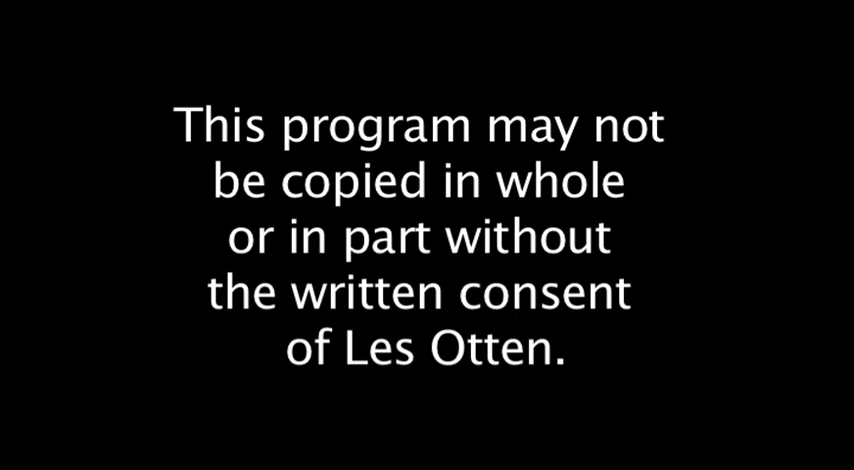 This program may not
be copied in whole
or in part without
the written consent
of Les Otten.